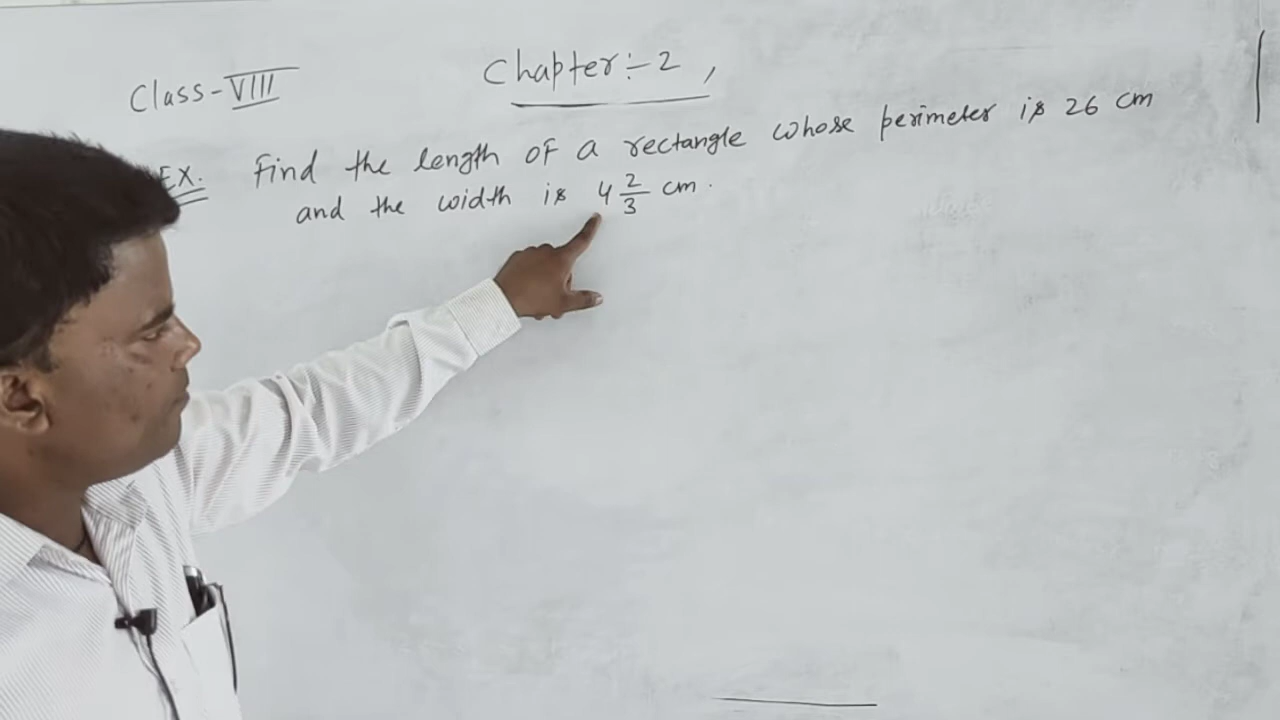 Class-VIII
Chapter:-2,
EX. Find the length OF a rectangle whose perimeter is 26 cm
and the width is 4 2/3 cm.